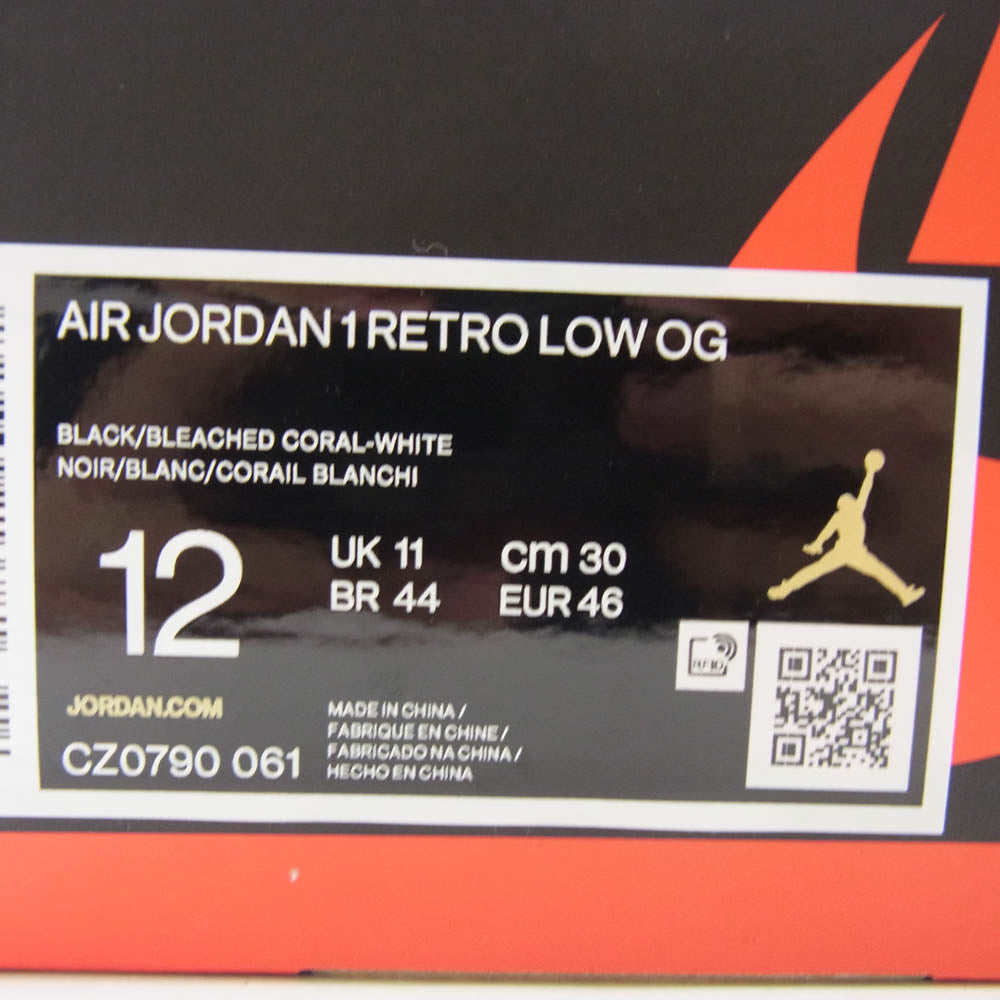 AIR JORDAN 1 RETRO LOW OG
BLACK/BLEACHED CORAL-WHITE
NOIR/BLANC/CORAIL BLANCHI
12
UK 11
cm 30
BR 44
EUR 46
RFID
JORDAN.COM
CZ0790 061
MADE IN CHINA /
FABRIQUE EN CHINE /
FABRICADO NA CHINA /
HECHO EN CHINA